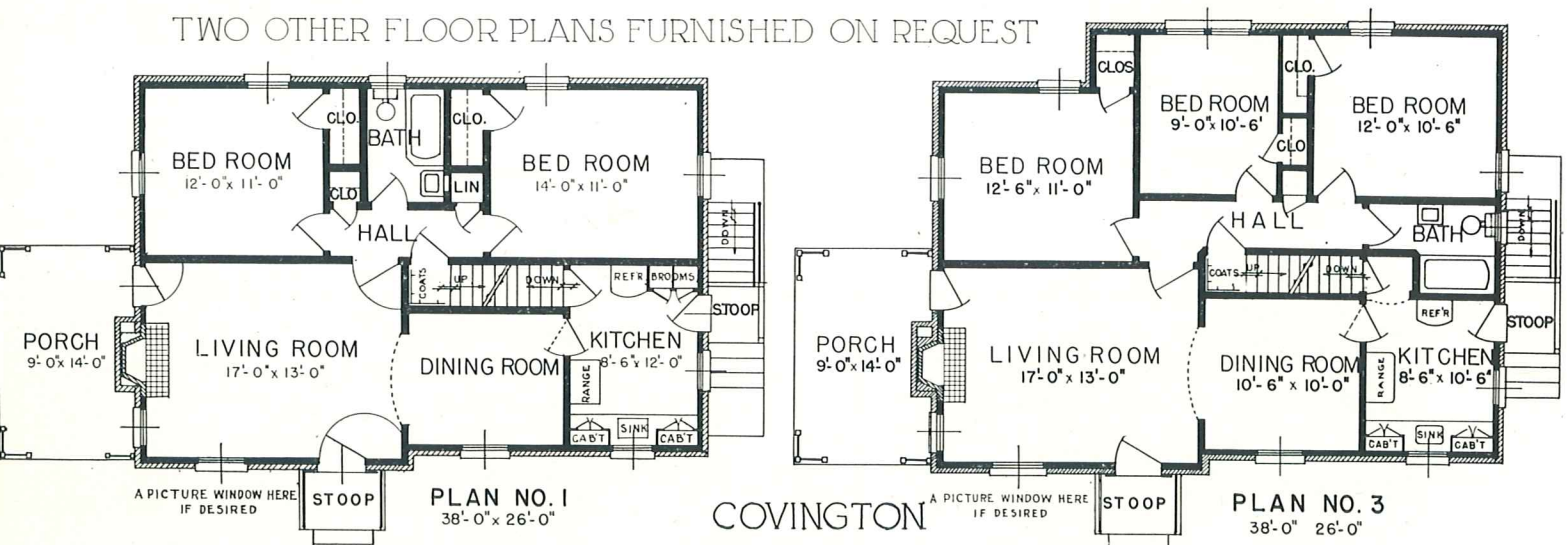 TWO OTHER FLOOR PLANS FURNISHED ON REQUEST
BED ROOM
12'-0" x 11'-0"
CLO.
BATH
CLO.
CLO
LIN
BED ROOM
14'-0" x 11'-0"
HALL
DOWN
COATS
UP
DOWN
REF'R
BROOMS
STOOP
PORCH
9'-0" x 14'-0"
LIVING ROOM
17'-0" x 13'-0"
DINING ROOM
KITCHEN
8'-6" x 12'-0"
RANGE
CAB'T
SINK
CAB'T
A PICTURE WINDOW HERE
IF DESIRED
STOOP
PLAN NO. 1
38'-0" x 26'-0"
COVINGTON
CLOS
BED ROOM
9'-0" x 10'-6'
CLO.
CLO
BED ROOM
12'-0" x 10'-6"
BED ROOM
12'-6" x 11'-0"
HALL
BATH
DOWN
COATS
UP
DOWN
REF'R
STOOP
PORCH
9'-0" x 14'-0"
LIVING ROOM
17'-0" x 13'-0"
DINING ROOM
10'-6" x 10'-0"
KITCHEN
8'-6" x 10'-6"
RANGE
CAB'T
SINK
CAB'T
A PICTURE WINDOW HERE
IF DESIRED
STOOP
PLAN NO. 3
38'-0" 26'-0"